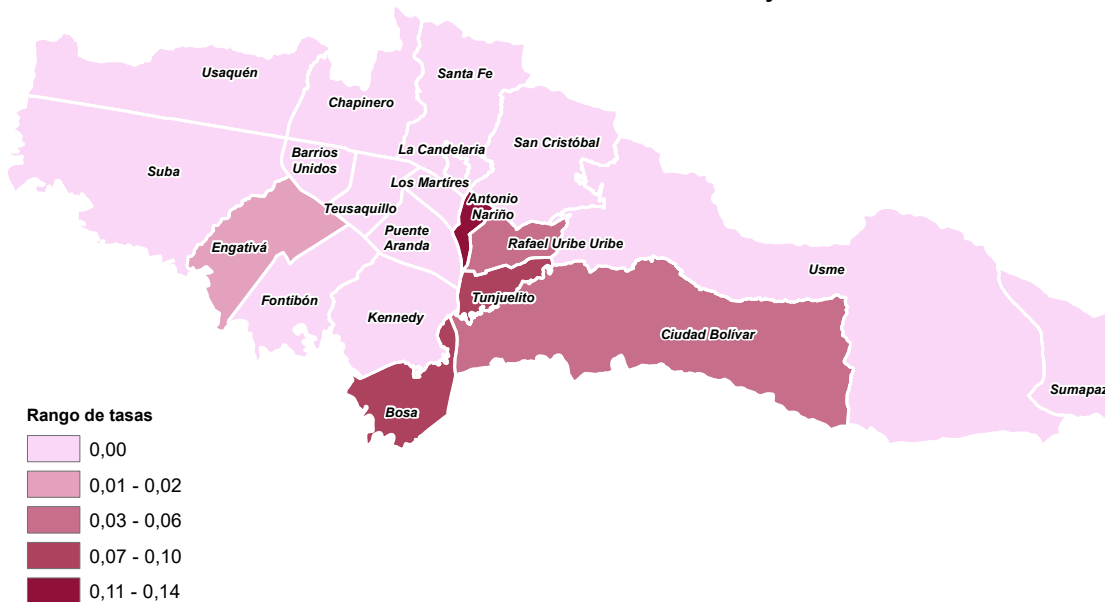 y
Usaquén
Santa Fe
Chapinero
San Cristóbal
La Candelaria
Barrios
Unidos
Suba
Los Martíres
Antonio
Nariño
Teusaquillo
Puente
Aranda
Rafael Uribe Uribe
Engativá
Usme
Fontibón
Tunjuelito
Kennedy
Ciudad Bolívar
Sumapaz
Bosa
Rango de tasas
0,00
0,01 - 0,02
0,03 - 0,06
0,07 - 0,10
0,11 - 0,14